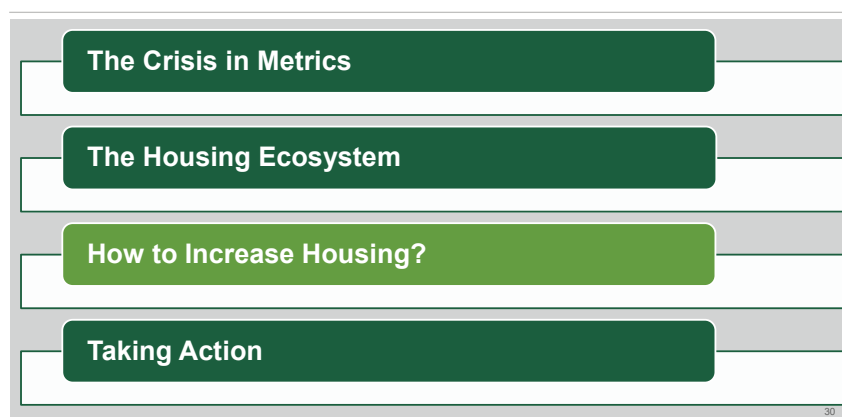 The Crisis in Metrics
The Housing Ecosystem
How to Increase Housing?
Taking Action
30